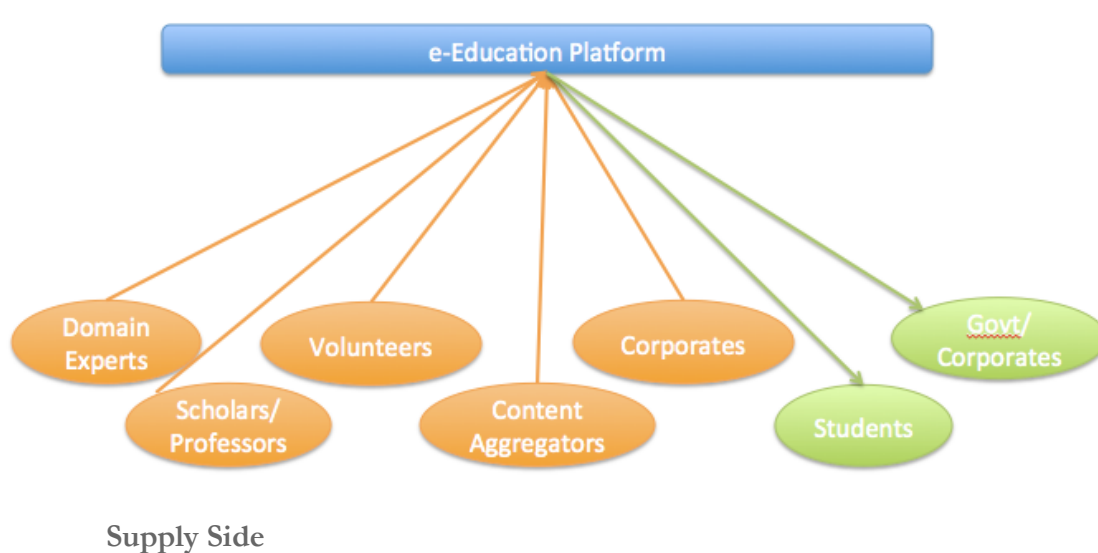 e-Education Platform
Domain
Experts
Volunteers
Corporates
Govt/
Corporates
Scholars/
Professors
Content
Aggregators
Students
Supply Side